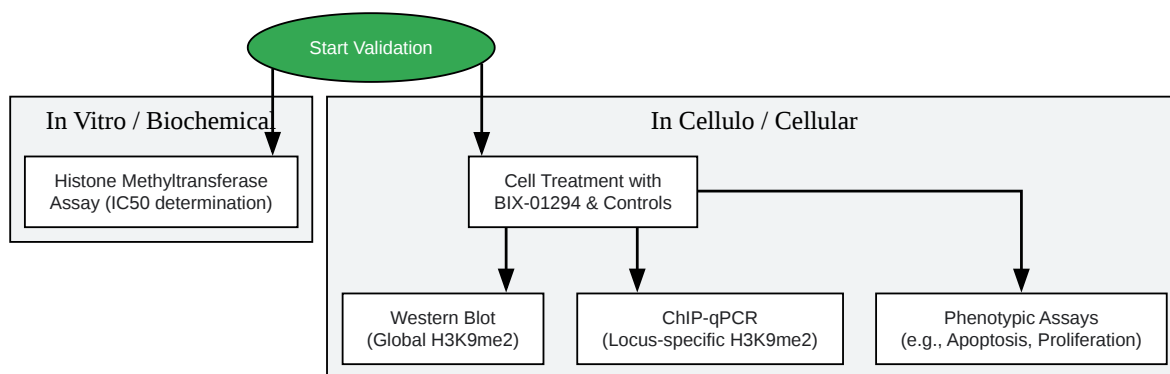 Start Validation
In Vitro / Biochemical
In Cellulo / Cellular
Histone Methyltransferase
Assay (IC50 determination)
Cell Treatment with
BIX-01294 & Controls
Western Blot
(Global H3K9me2)
ChIP-qPCR
(Locus-specific H3K9me2)
Phenotypic Assays
(e.g., Apoptosis, Proliferation)